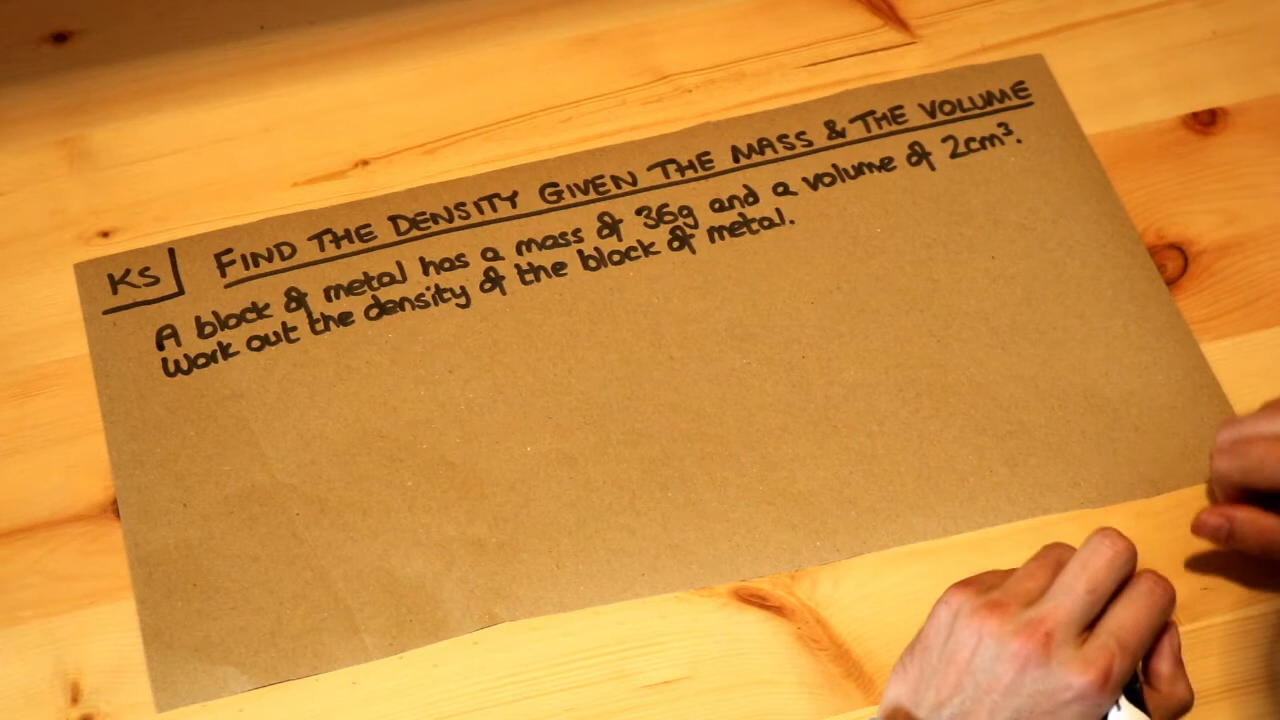 KS
FIND THE DENSITY GIVEN THE MASS & THE VOLUME
A block of metal has a mass of 36g and a volume of 2cm³.
Work out the density of the block of metal.